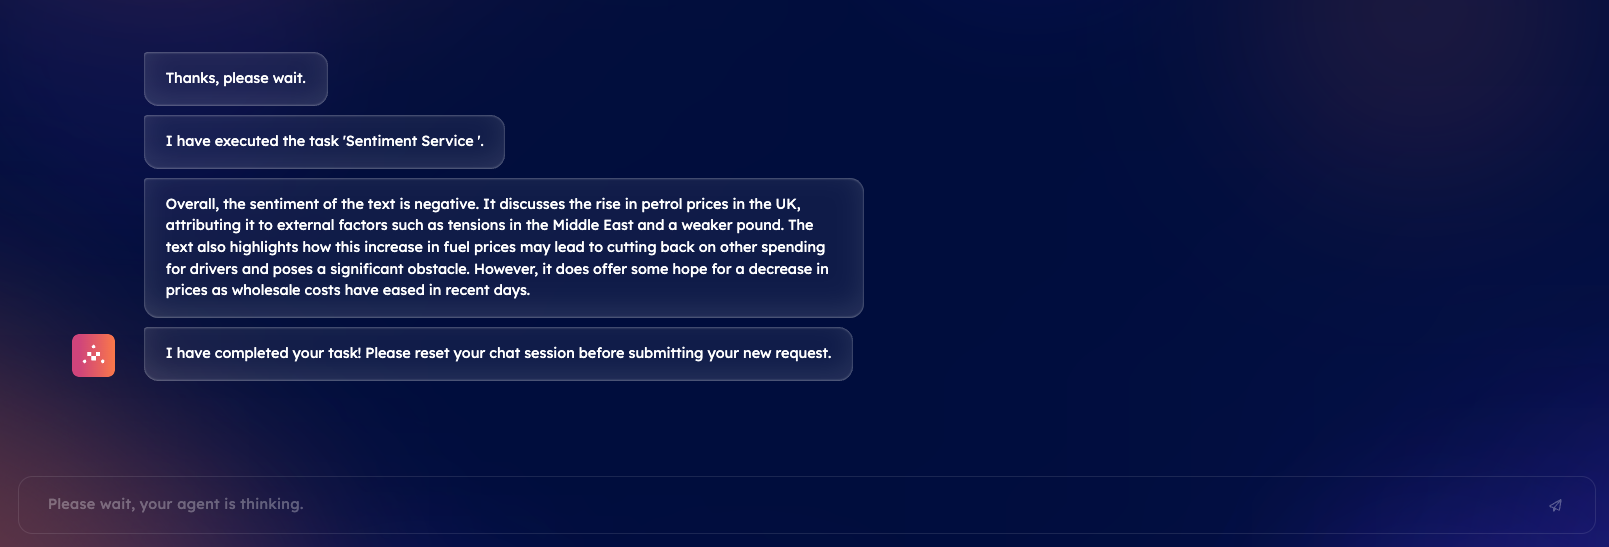 Thanks, please wait.
I have executed the task 'Sentiment Service '.
Overall, the sentiment of the text is negative. It discusses the rise in petrol prices in the UK,
attributing it to external factors such as tensions in the Middle East and a weaker pound. The
text also highlights how this increase in fuel prices may lead to cutting back on other spending
for drivers and poses a significant obstacle. However, it does offer some hope for a decrease in
prices as wholesale costs have eased in recent days.
I have completed your task! Please reset your chat session before submitting your new request.
Please wait, your agent is thinking.